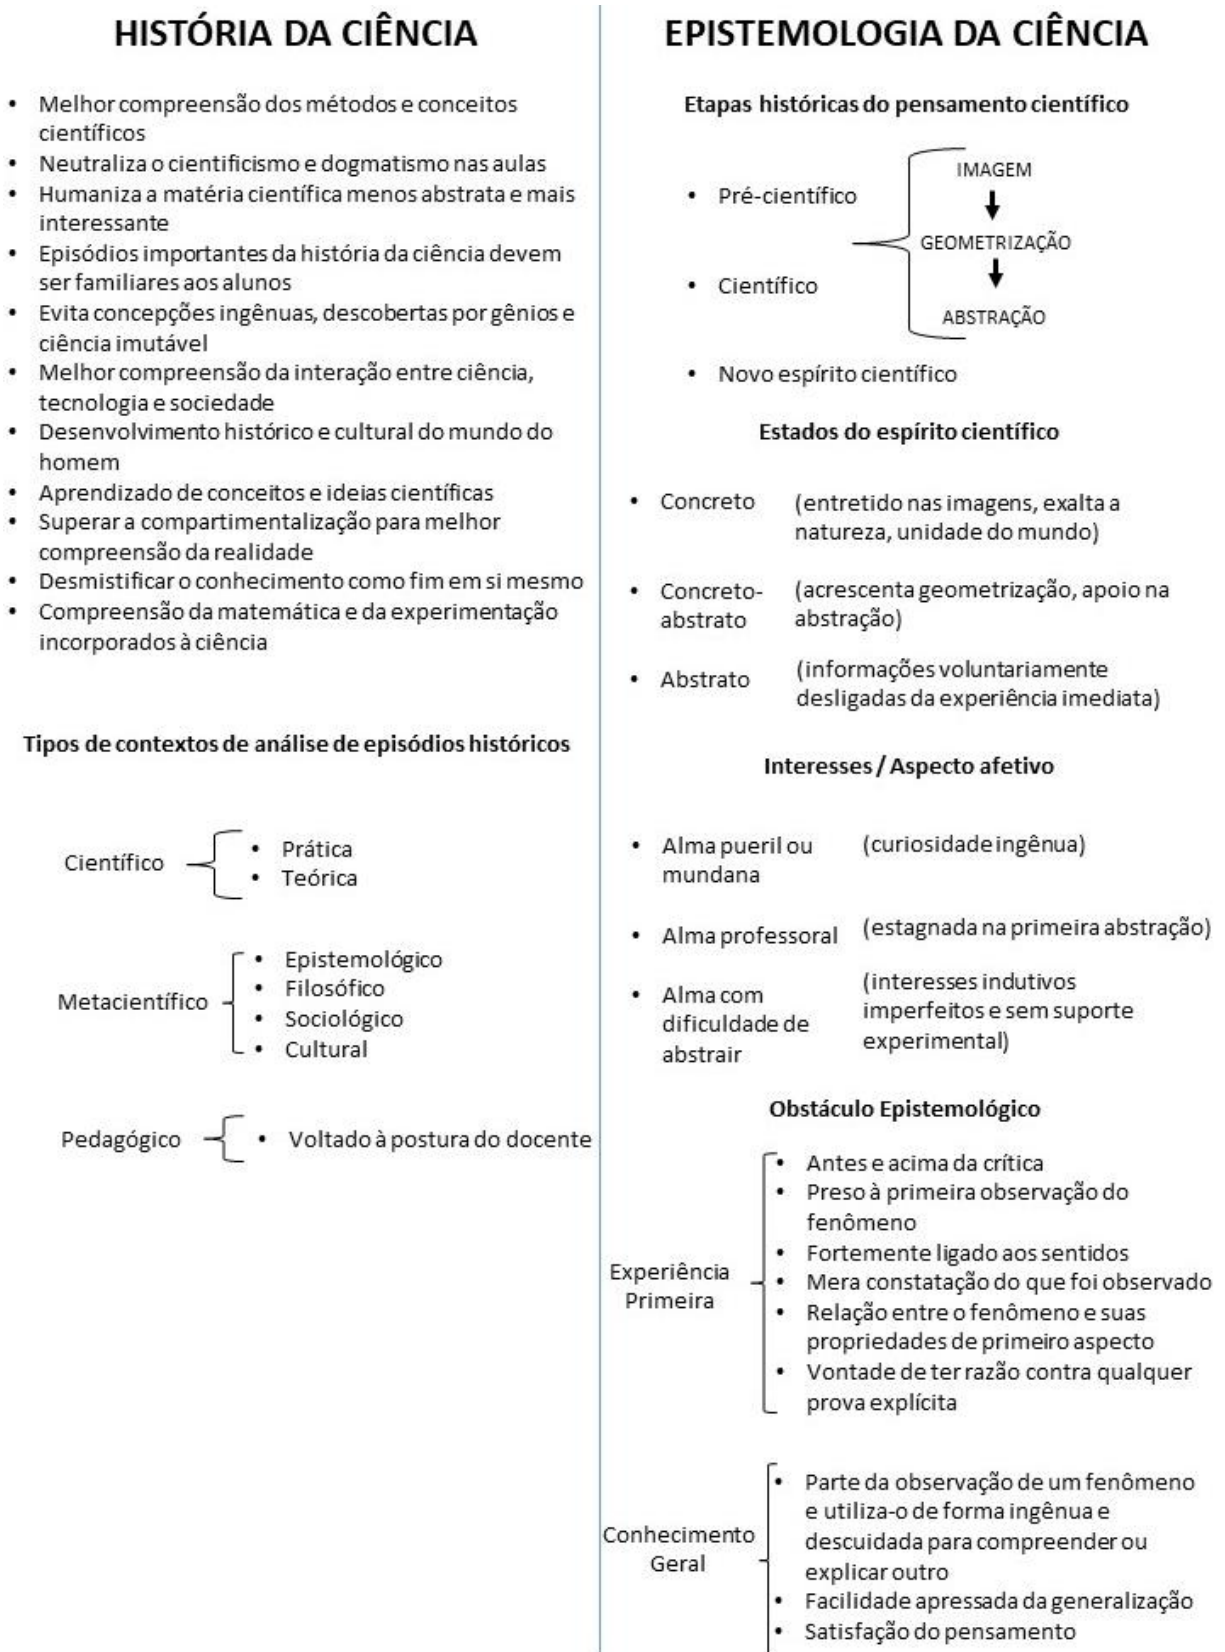 HISTÓRIA DA CIÊNCIA
• Melhor compreensão dos métodos e conceitos
científicos
• Neutraliza o cientificismo e dogmatismo nas aulas
• Humaniza a matéria científica menos abstrata e mais
interessante
• Episódios importantes da história da ciência devem
ser familiares aos alunos
• Evita concepções ingênuas, descobertas por gênios e
ciência imutável
• Melhor compreensão da interação entre ciência,
tecnologia e sociedade
• Desenvolvimento histórico e cultural do mundo do
homem
• Aprendizado de conceitos e ideias científicas
• Superar a compartimentalização para melhor
compreensão da realidade
• Desmistificar o conhecimento como fim em si mesmo
• Compreensão da matemática e da experimentação
incorporados à ciência
Tipos de contextos de análise de episódios históricos
Científico
• Prática
• Teórica
Metacientífico
• Epistemológico
• Filosófico
• Sociológico
• Cultural
Pedagógico
• Voltado à postura do docente
EPISTEMOLOGIA DA CIÊNCIA
Etapas históricas do pensamento científico
• Pré-científico
• Científico
• Novo espírito científico
IMAGEM
GEOMETRIZAÇÃO
ABSTRAÇÃO
Estados do espírito científico
• Concreto
(entretido nas imagens, exalta a
natureza, unidade do mundo)
• Concreto-
abstrato
(acrescenta geometrização, apoio na
abstração)
• Abstrato
(informações voluntariamente
desligadas da experiência imediata)
Interesses / Aspecto afetivo
• Alma pueril ou
mundana
(curiosidade ingênua)
• Alma professoral
(estagnada na primeira abstração)
• Alma com
dificuldade de
abstrair
(interesses indutivos
imperfeitos e sem suporte
experimental)
Obstáculo Epistemológico
Experiência
Primeira
• Antes e acima da crítica
• Preso à primeira observação do
fenômeno
• Fortemente ligado aos sentidos
• Mera constatação do que foi observado
• Relação entre o fenômeno e suas
propriedades de primeiro aspecto
• Vontade de ter razão contra qualquer
prova explícita
Conhecimento
Geral
• Parte da observação de um fenômeno
e utiliza-o de forma ingênua e
descuidada para compreender ou
explicar outro
• Facilidade apressada da generalização
• Satisfação do pensamento